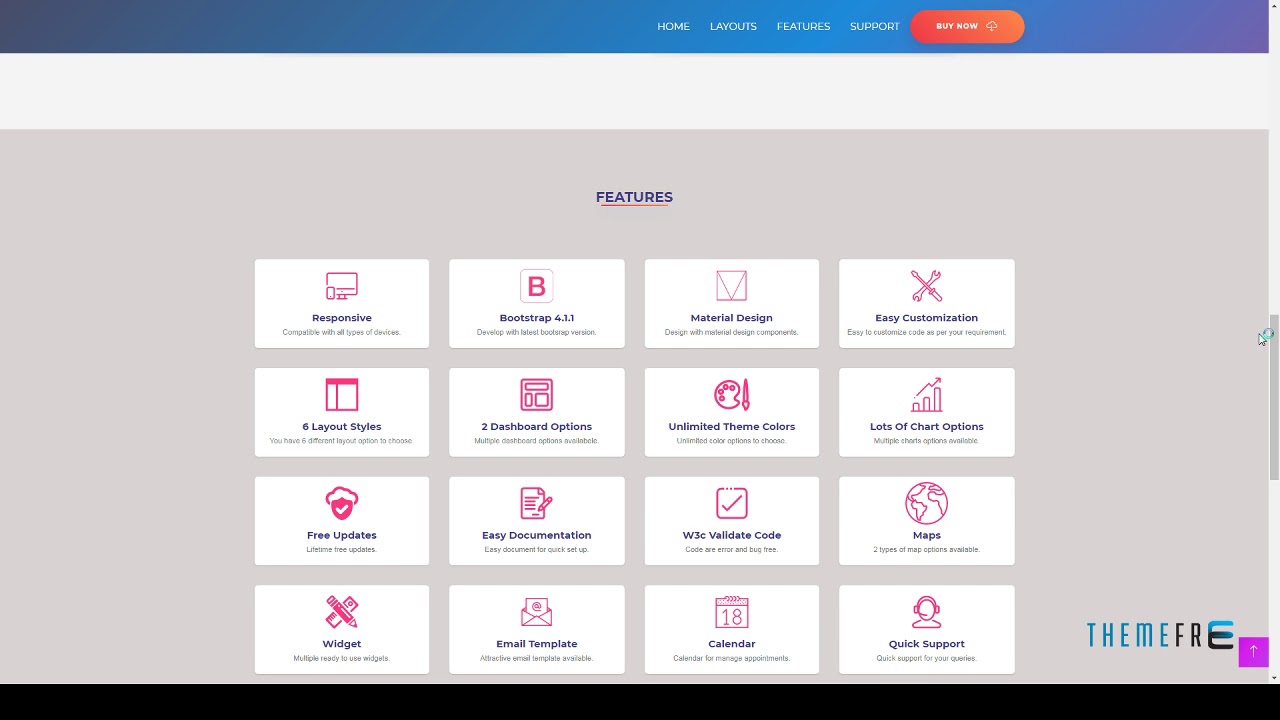 HOME LAYOUTS FEATURES SUPPORT BUY NOW
FEATURES
B
Responsive
Compatible with all types of devices.
Bootstrap 4.1.1
Develop with latest bootsrap version.
Material Design
Design with material design components.
Easy Customization
Easy to customize code as per your requirement.
6 Layout Styles
You have 6 different layout option to choose.
2 Dashboard Options
Multiple dashboard options availabele.
Unlimited Theme Colors
Unlimited color options to choose.
Lots Of Chart Options
Multiple charts options available.
Free Updates
Lifetime free updates.
Easy Documentation
Easy document for quick set up.
W3c Validate Code
Code are error and bug free.
Maps
2 types of map options available.
@
18
Widget
Multiple ready to use widgets.
Email Template
Attractive email template available.
Calendar
Calendar for manage appointments.
Quick Support
Quick support for your queries.
THEMEFRE